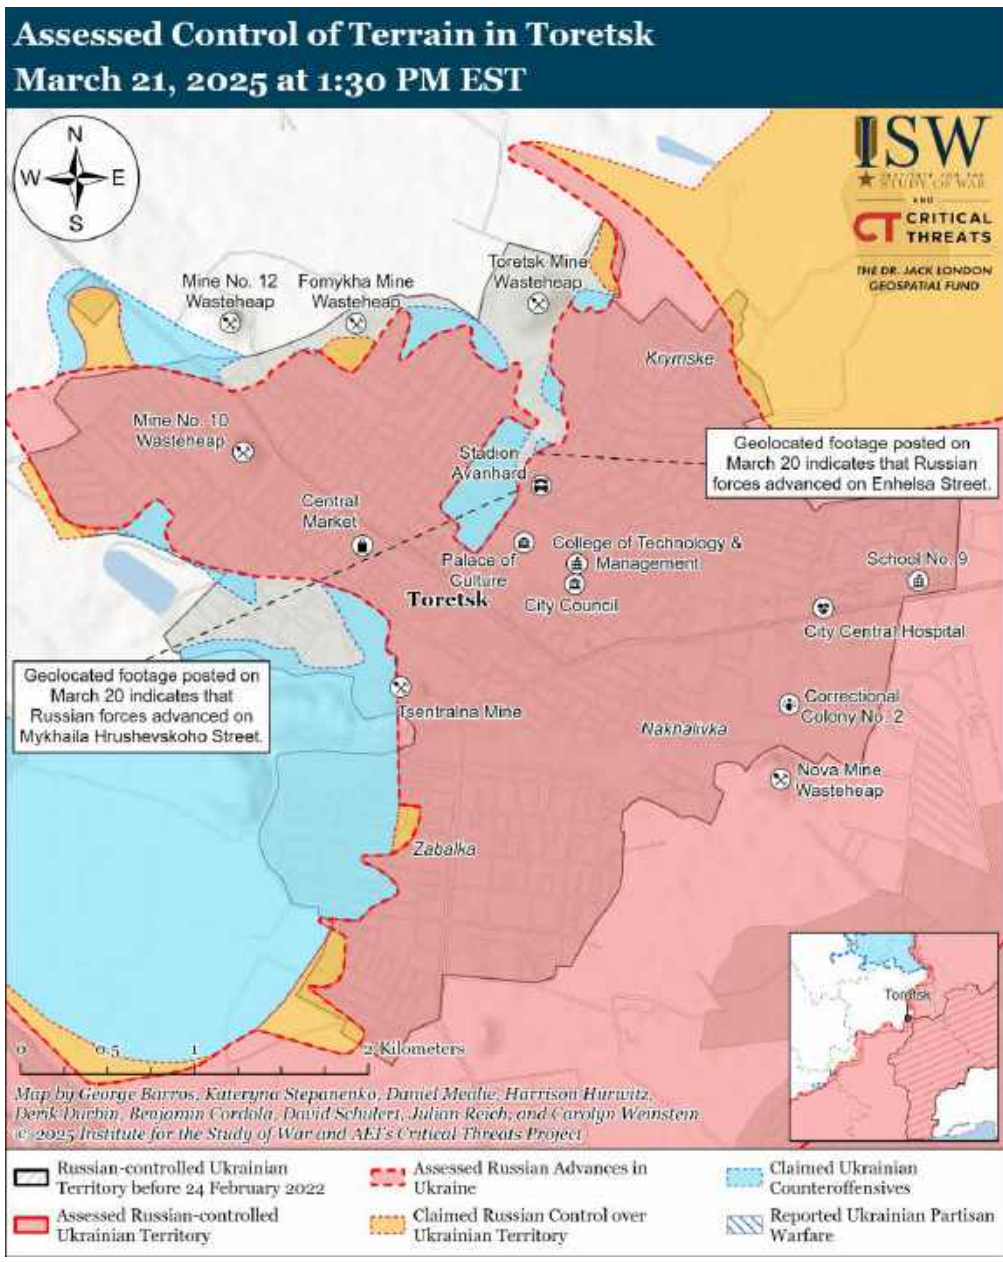 Assessed Control of Terrain in Toretsk
March 21, 2025 at 1:30 PM EST
N
W E
S
ISW
INSTITUTE FOR THE
STUDY OF WAR
AND
CT CRITICAL
THREATS
THE DR. JACK LONDON
GEOSPATIAL FUND
Toretsk Mine
Wasteheap
Mine No. 12
Wasteheap
Fomykha Mine
Wasteheap
Krymske
Mine No. 10
Wasteheap
Geolocated footage posted on
March 20 indicates that Russian
forces advanced on Enhelsa Street.
Stadion
Avanhard
Central
Market
Palace of
Culture
College of Technology &
Management
School No. 9
Toretsk
City Council
City Central Hospital
Geolocated footage posted on
March 20 indicates that
Russian forces advanced on
Mykhaila Hrushevskoho Street.
Tsentralna Mine
Correctional
Colony No. 2
Nakhalivka
Nova Mine
Wasteheap
Zabalka
Toretsk
0 0.5 1 2 Kilometers
Map by George Barros, Kateryna Stepanenko, Daniel Mealie, Harrison Hurwitz,
Derik Durbin, Benjamin Cordola, David Schulert, Julian Reich, and Carolyn Weinstein
© 2025 Institute for the Study of War and AEI's Critical Threats Project
Russian-controlled Ukrainian
Territory before 24 February 2022
Assessed Russian-controlled
Ukrainian Territory
Assessed Russian Advances in
Ukraine
Claimed Russian Control over
Ukrainian Territory
Claimed Ukrainian
Counteroffensives
Reported Ukrainian Partisan
Warfare